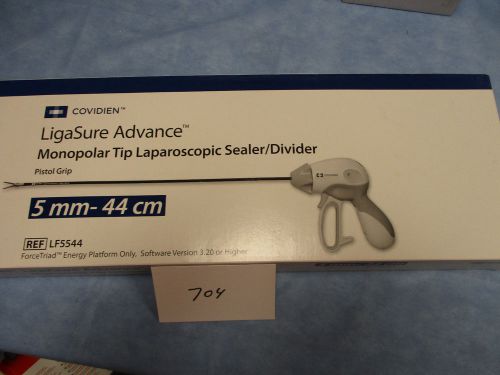 COVIDIEN™
LigaSure Advance™
Monopolar Tip Laparoscopic Sealer/Divider
Pistol Grip
COVIDIEN
5 mm- 44 cm
REF LF5544
ForceTriad™ Energy Platform Only, Software Version 3.20 or Higher
704